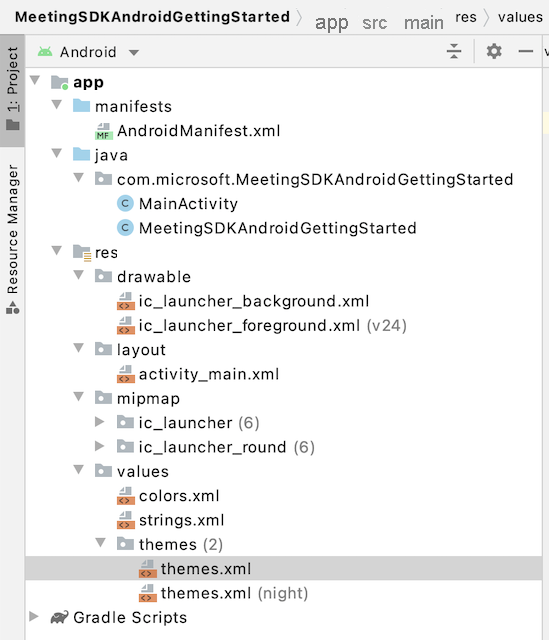 MeetingSDKAndroidGettingStarted app src main res values
1: Project
Resource Manager
Android
app
manifests
MF AndroidManifest.xml
java
com.microsoft.MeetingSDKAndroidGettingStarted
C MainActivity
C MeetingSDKAndroidGettingStarted
res
drawable
ic_launcher_background.xml
ic_launcher_foreground.xml (v24)
layout
activity_main.xml
mipmap
ic_launcher (6)
ic_launcher_round (6)
values
colors.xml
strings.xml
themes (2)
themes.xml
themes.xml (night)
Gradle Scripts